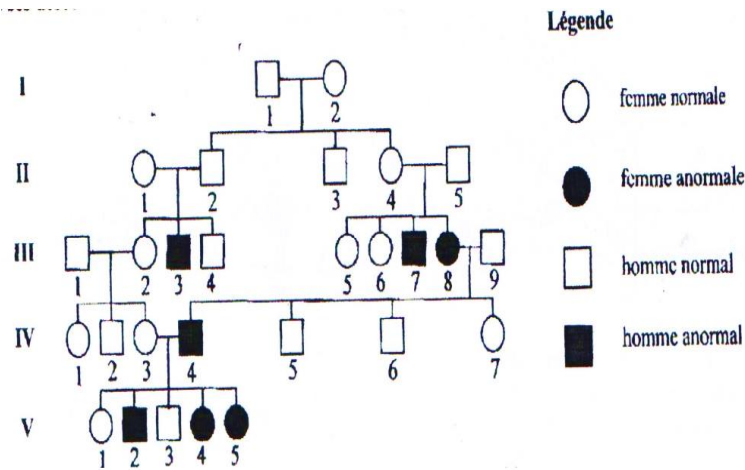 Légende
I
1 2
femme normale
II
1 2 3 4 5
femme anormale
III
1 2 3 4 5 6 7 8 9
homme normal
IV
1 2 3 4 5 6 7
homme anormal
V
1 2 3 4 5